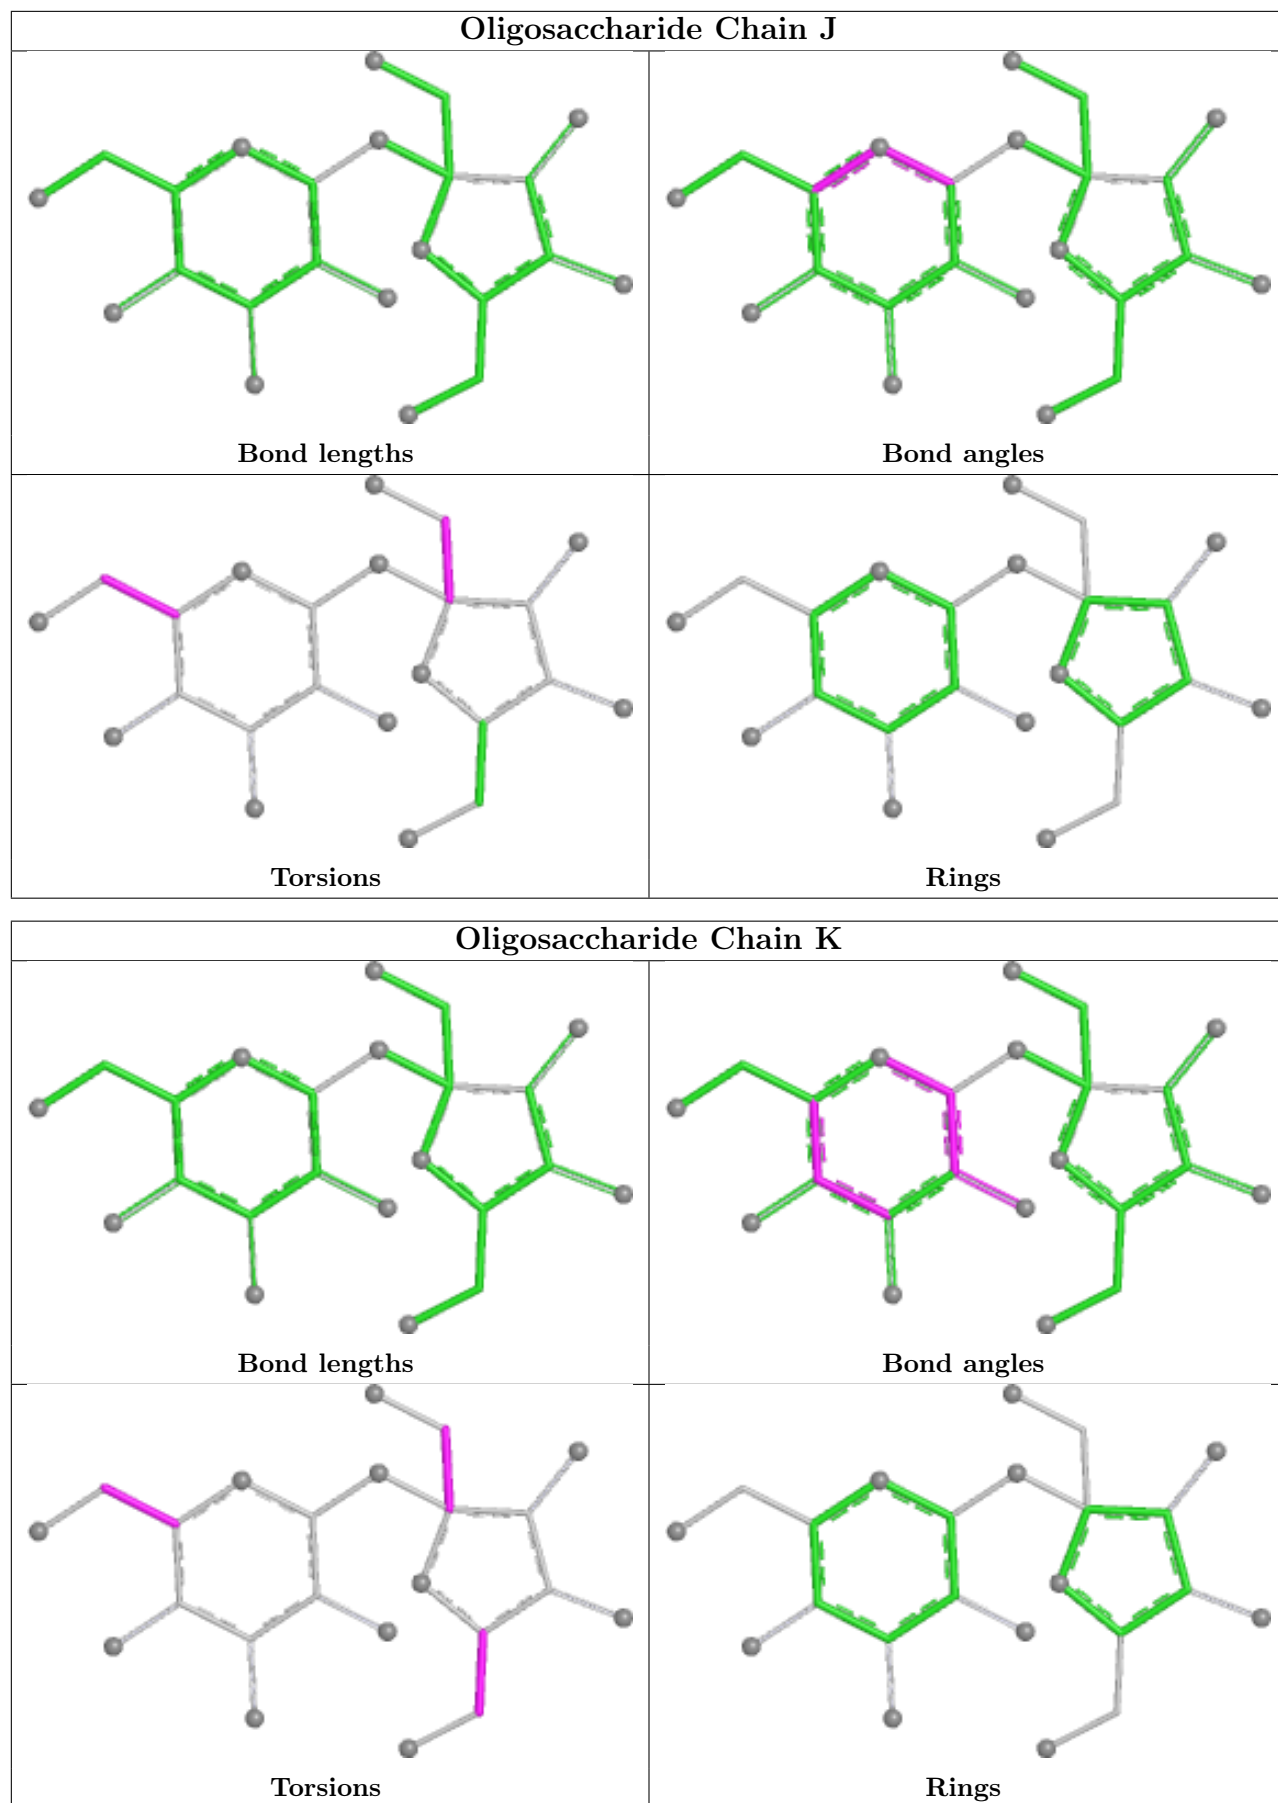 Oligosaccharide Chain J
Bond lengths
Bond angles
Torsions
Rings
Oligosaccharide Chain K
Bond lengths
Bond angles
Torsions
Rings